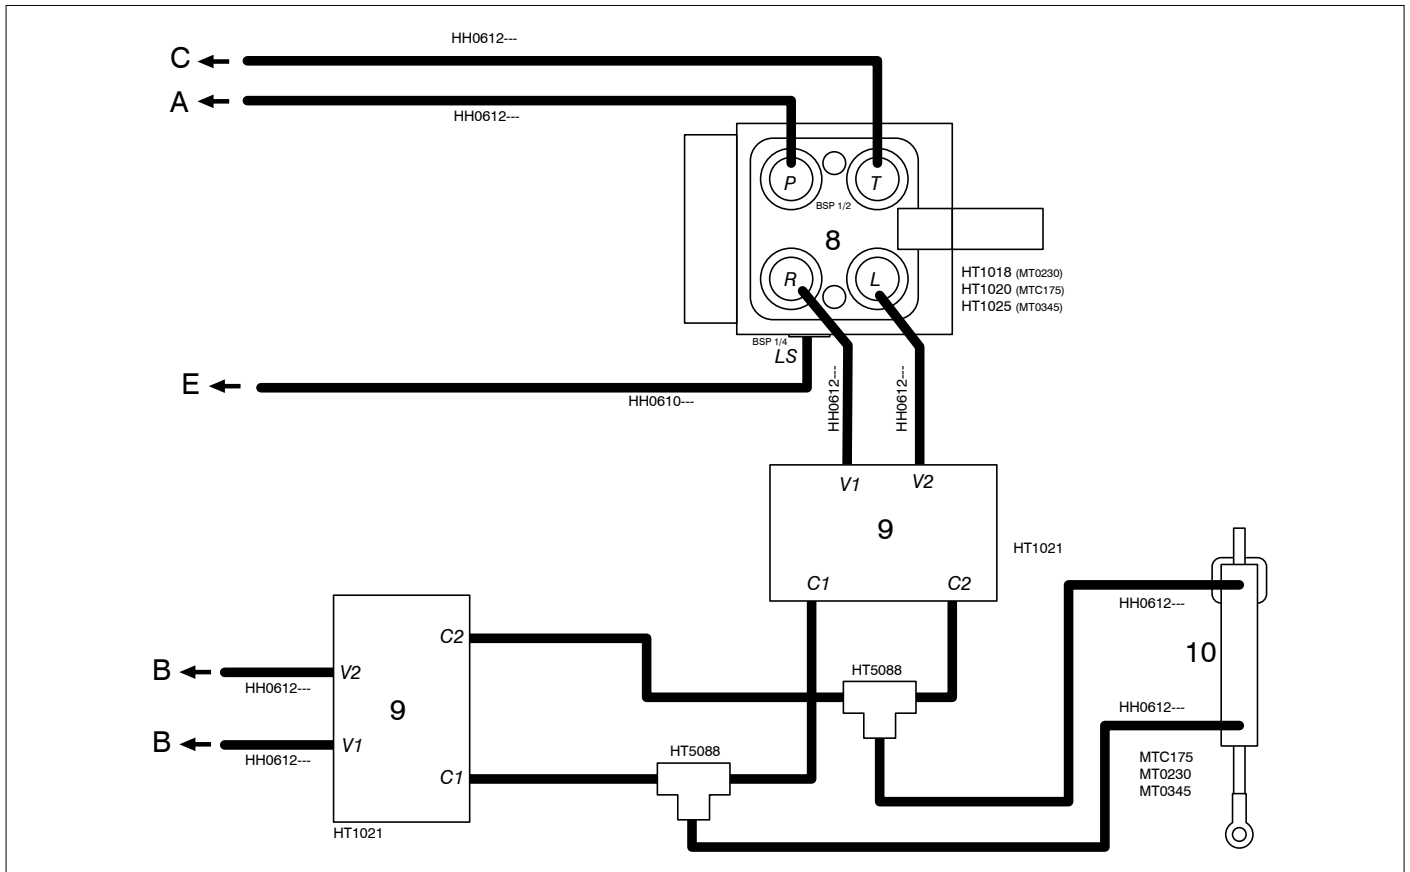 HH0612---
C
A
HH0612---
P
T
BSP 1/2
8
R
L
HT1018 (MT0230)
HT1020 (MTC175)
HT1025 (MT0345)
BSP 1/4
LS
E
HH0610---
HH0612---
HH0612---
V1
V2
9
HT1021
C1
C2
HH0612---
C2
10
B
V2
HT5088
HH0612---
HH0612---
9
B
V1
HT5088
HH0612---
C1
MTC175
MT0230
MT0345
HT1021